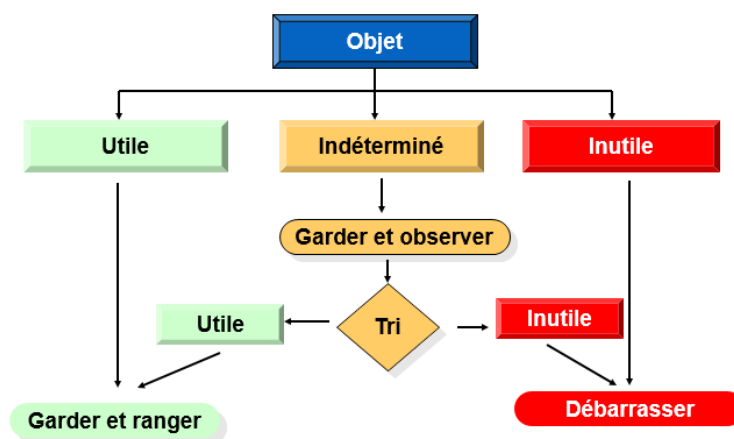 Objet
Utile
Indéterminé
Inutile
Garder et observer
Utile
Tri
Inutile
Garder et ranger
Débarrasser